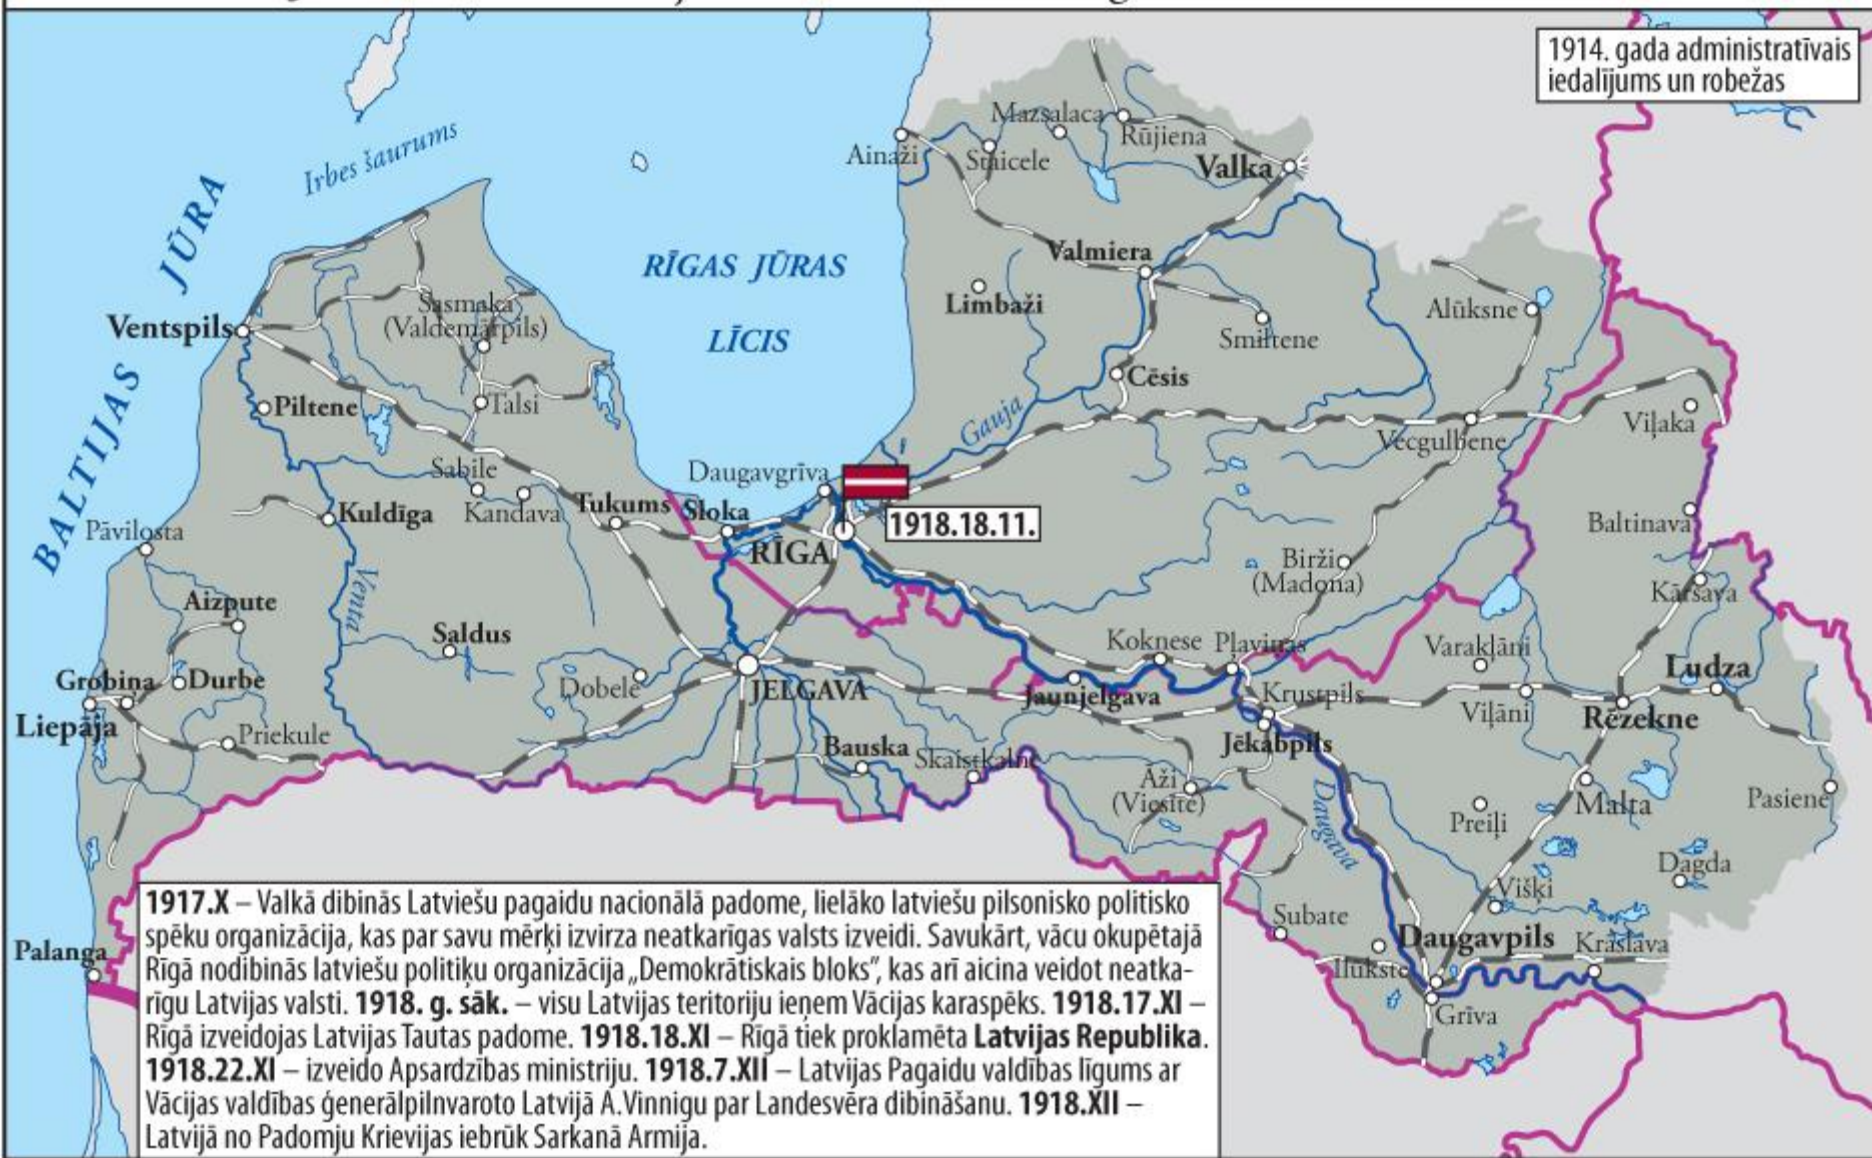 1914. gada administratīvais
iedalījums un robežas
Irbes šaurums
BALTIJAS JŪRA
RĪGAS JŪRAS
LĪCIS
Mazsalaca
Rūjiena
Ainaži
Staicele
Valka
Valmiera
Limbaži
Smiltene
Alūksne
Sasmaka
(Valdemārpils)
Ventspils
Piltene
Talsi
Cēsis
Gauja
Vecgulbene
Viļaka
Sabile
Kandava
Daugavgrīva
Kuldīga
Tukums
Sloka
RĪGA
1918.18.11.
Baltinava
Pāvilosta
Venta
Birži
(Madona)
Kārsava
Aizpute
Saldus
Koknese
Pļaviņas
Varakļāni
Ludza
Grobiņa
Durbe
Dobele
JELGAVA
Jaunjelgava
Krustpils
Viļāni
Rēzekne
Liepāja
Priekule
Bauska
Skaistkalne
Jēkabpils
Aži
(Viesīte)
Daugava
Malta
Pasiene
Preiļi
Dagda
Višķi
Subate
Daugavpils
Krāslava
Ilūkste
Grīva
Palanga
1917.X – Valkā dibinās Latviešu pagaidu nacionālā padome, lielāko latviešu pilsonisko politisko
spēku organizācija, kas par savu mērķi izvirza neatkarīgas valsts izveidi. Savukārt, vācu okupētajā
Rīgā nodibinās latviešu politiķu organizācija „Demokrātiskais bloks”, kas arī aicina veidot neatka-
rīgu Latvijas valsti. 1918. g. sāk. – visu Latvijas teritoriju ieņem Vācijas karaspēks. 1918.17.XI –
Rīgā izveidojas Latvijas Tautas padome. 1918.18.XI – Rīgā tiek proklamēta Latvijas Republika.
1918.22.XI – izveido Apsardzības ministriju. 1918.7.XII – Latvijas Pagaidu valdības līgums ar
Vācijas valdības ģenerālpilnvaroto Latvijā A.Vinnigu par Landesvēra dibināšanu. 1918.XII –
Latvijā no Padomju Krievijas iebrūk Sarkanā Armija.